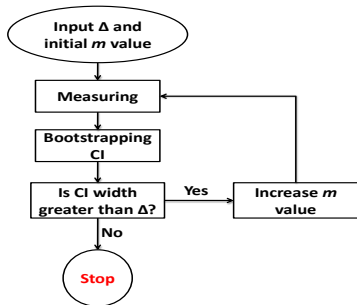 Input Δ and
initial m value
Measuring
Bootstrapping
CI
Is CI width
greater than Δ?
Yes
Increase m
value
No
Stop